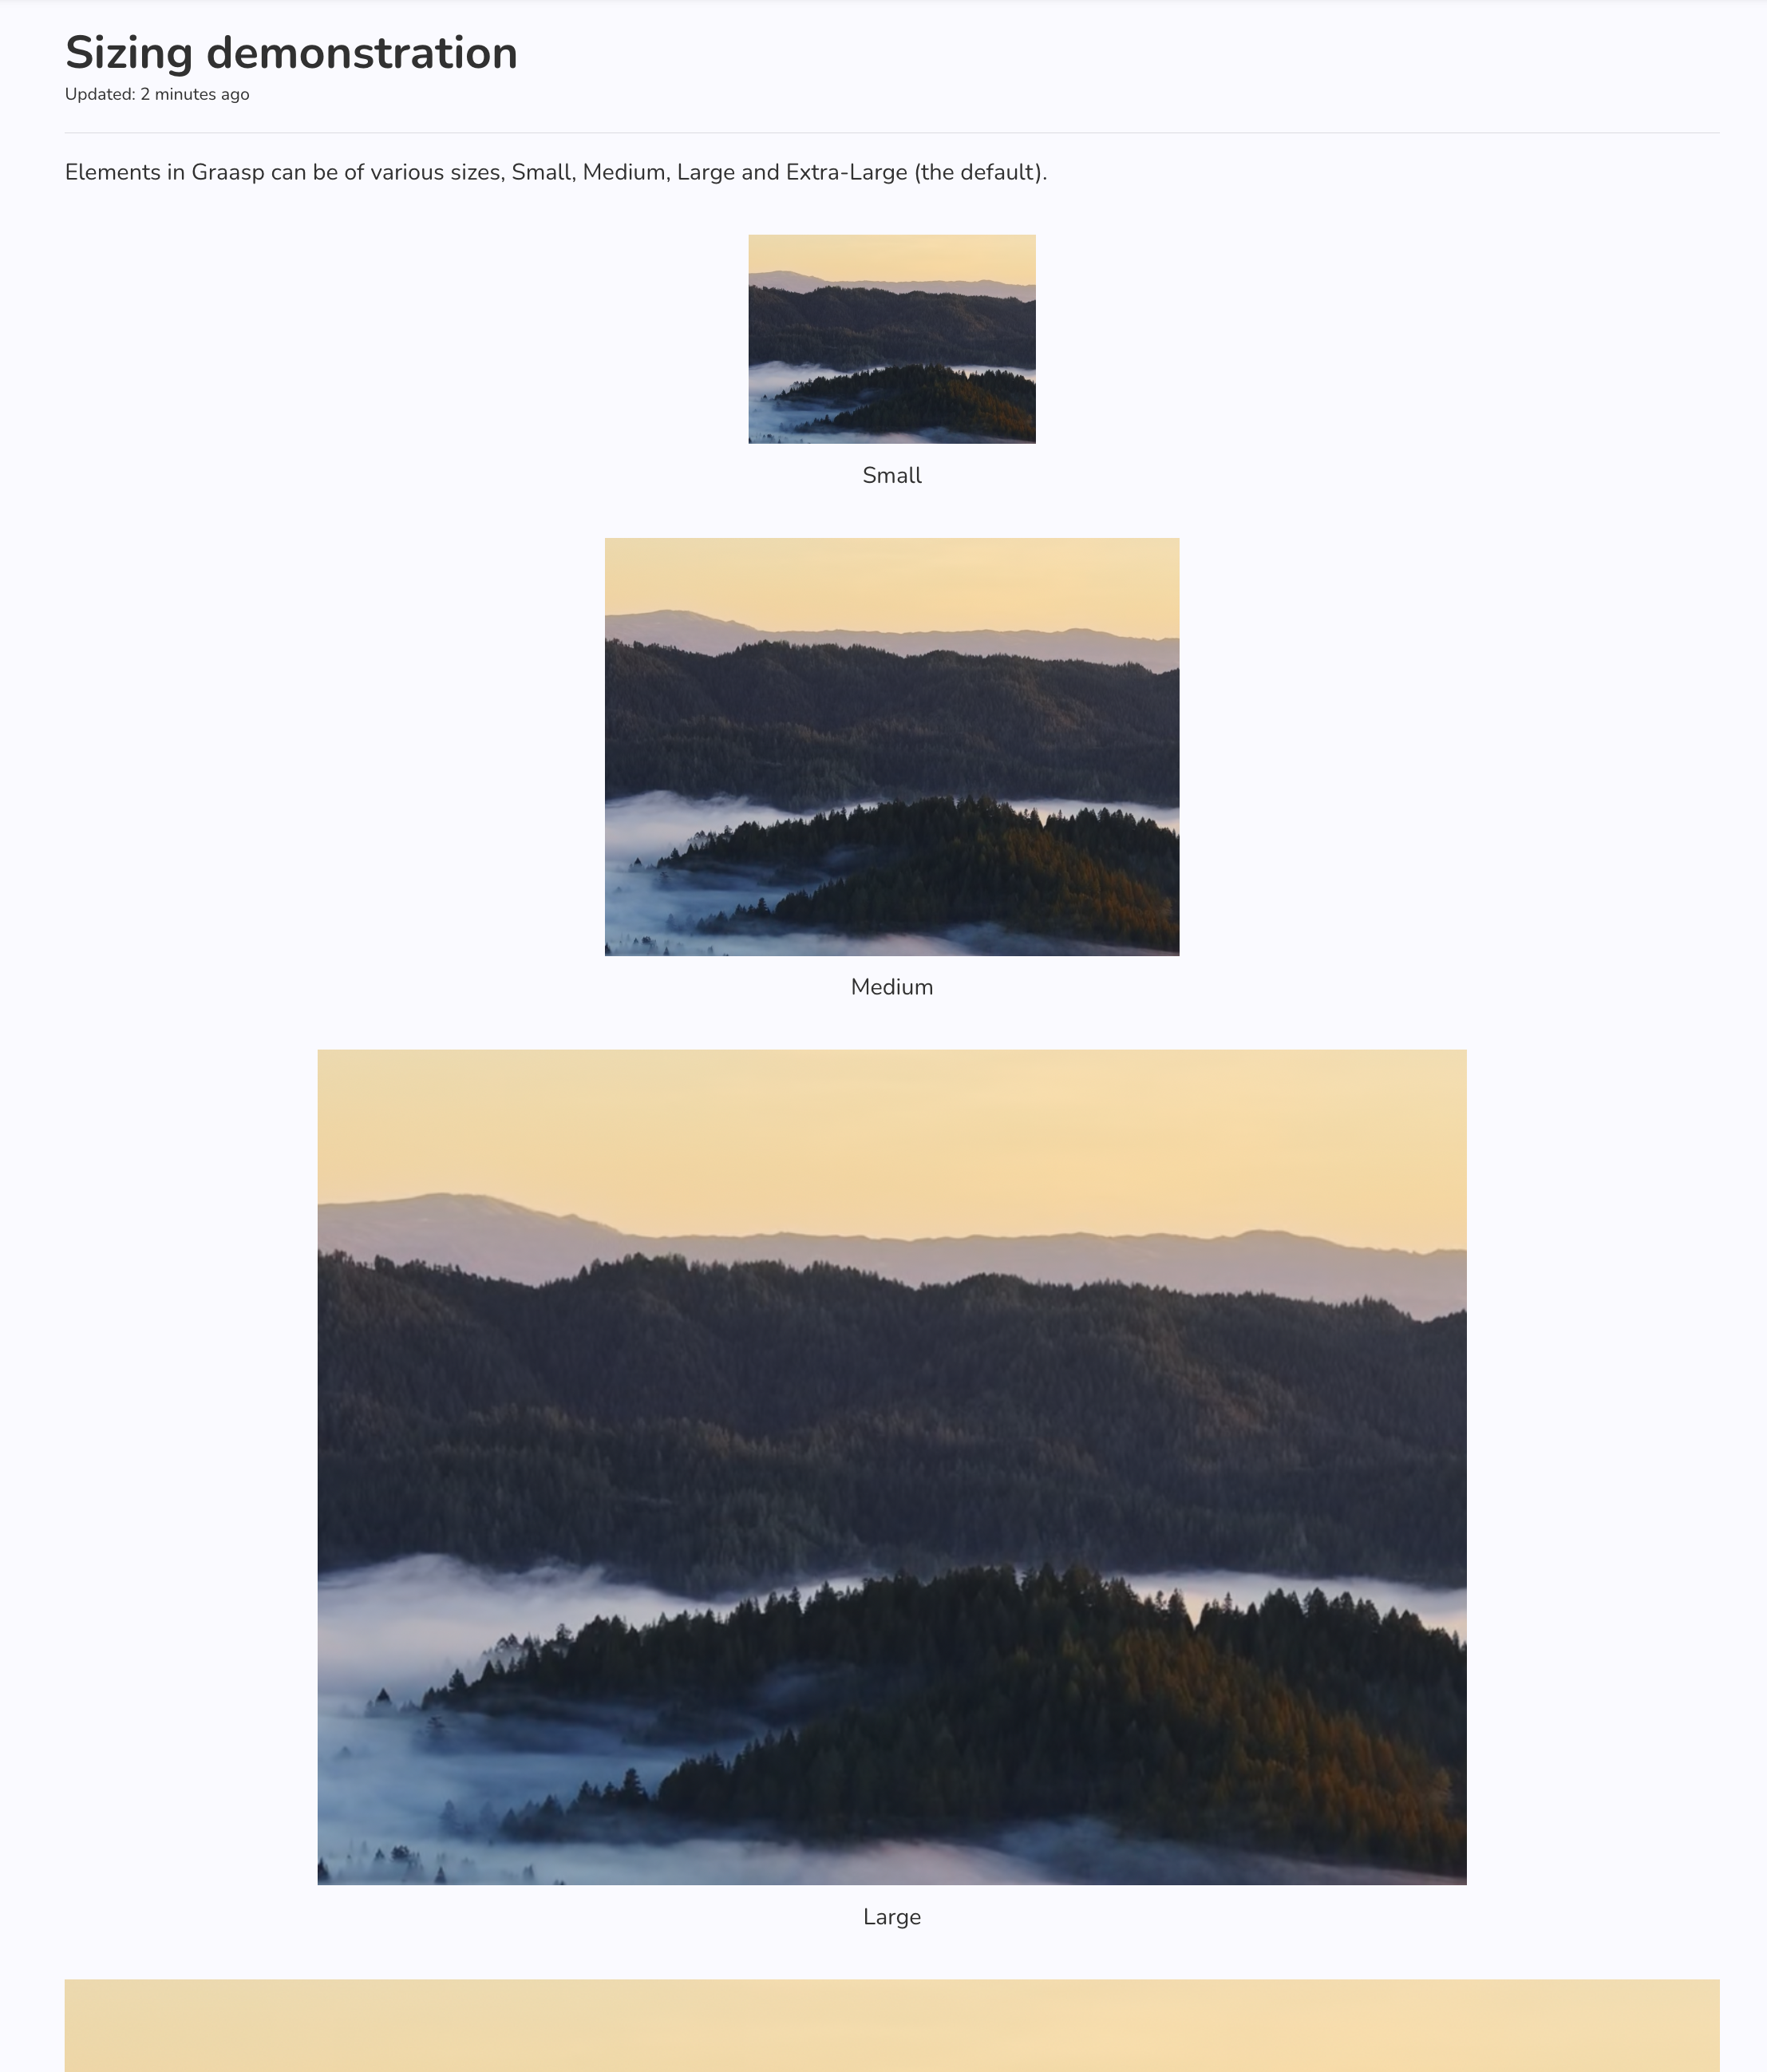 Sizing demonstration
Updated: 2 minutes ago
Elements in Graasp can be of various sizes, Small, Medium, Large and Extra-Large (the default).
Small
Medium
Large